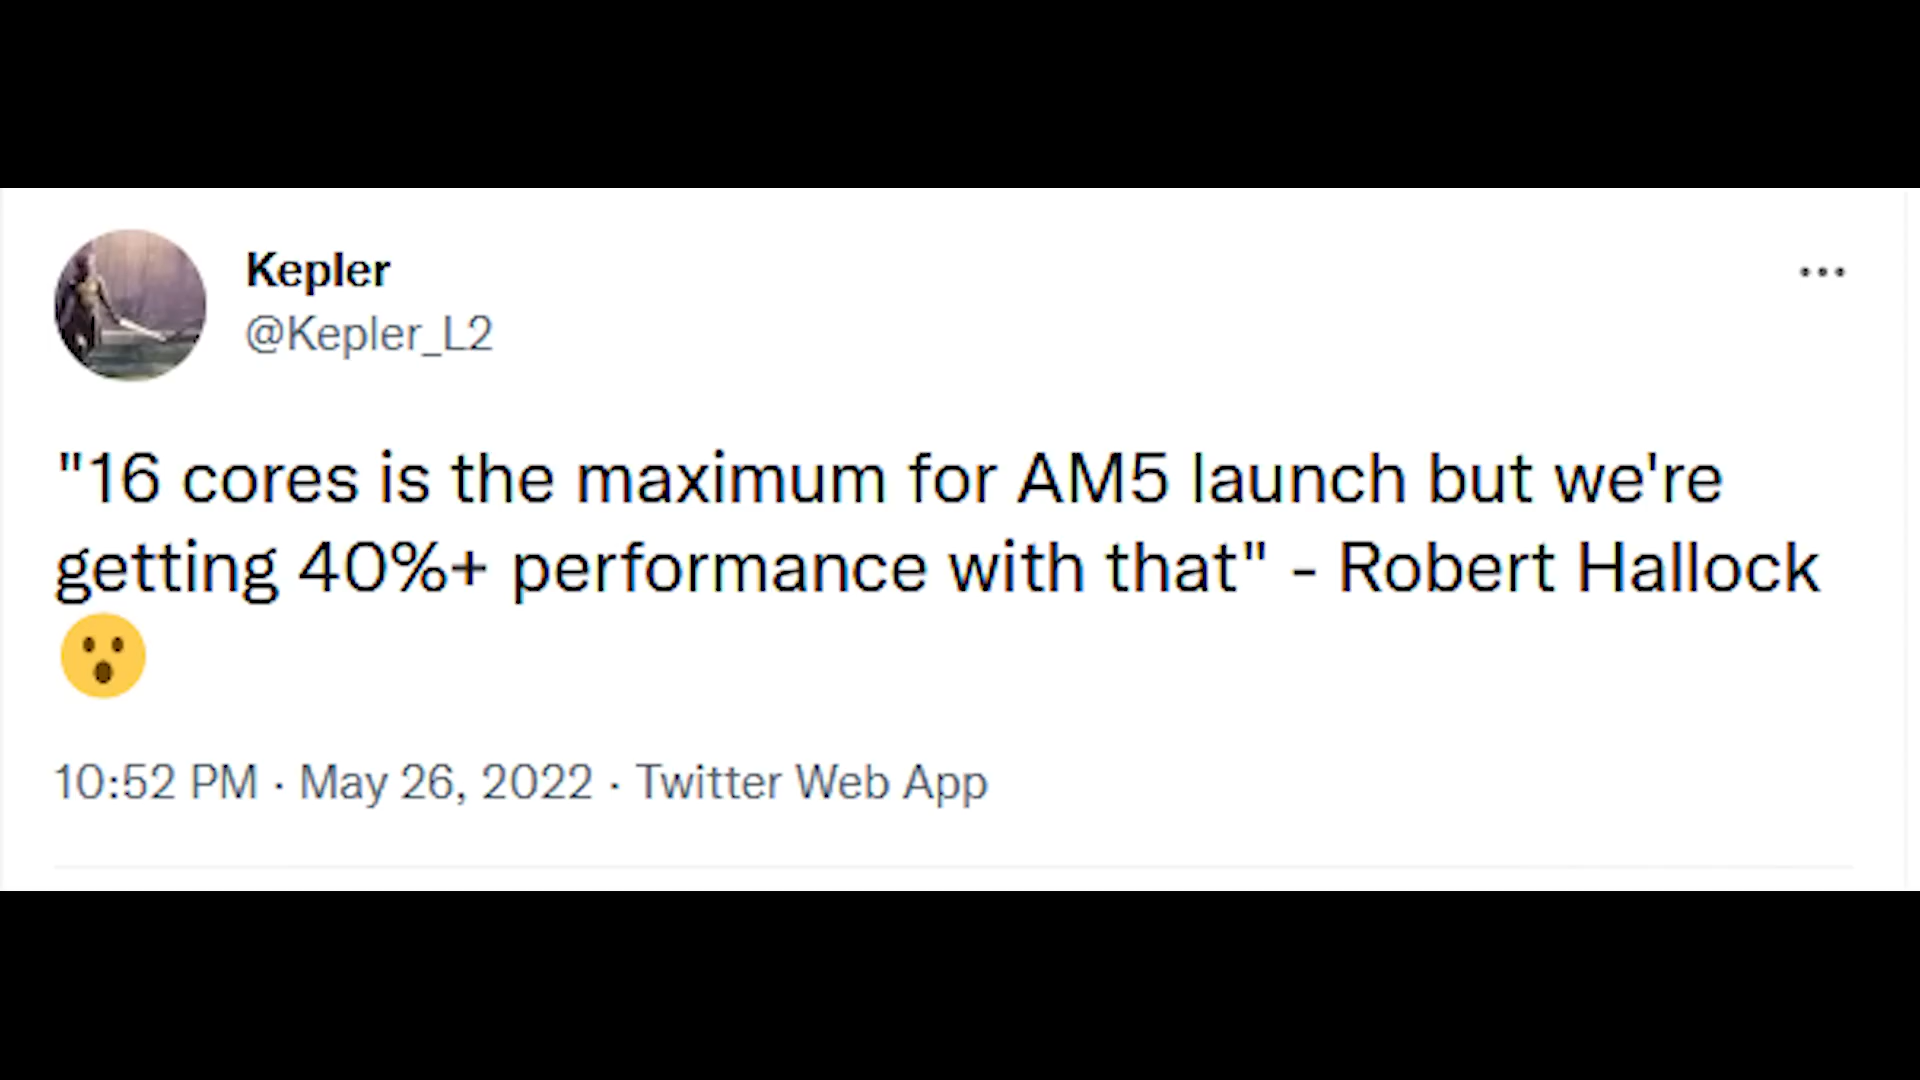 Kepler
@Kepler_L2
"16 cores is the maximum for AM5 launch but we're
getting 40%+ performance with that" - Robert Hallock
😮
10:52 PM · May 26, 2022 · Twitter Web App